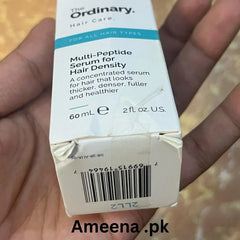 The
Ordinary.
Hair Care.
FOR ALL HAIR TYPES
Multi-Peptide
Serum for
Hair Density
A concentrated serum
for hair that looks
thicker, denser, fuller
and healthier
60 mL e 2 fl. oz. U.S.
2LL2
Ameena .pk